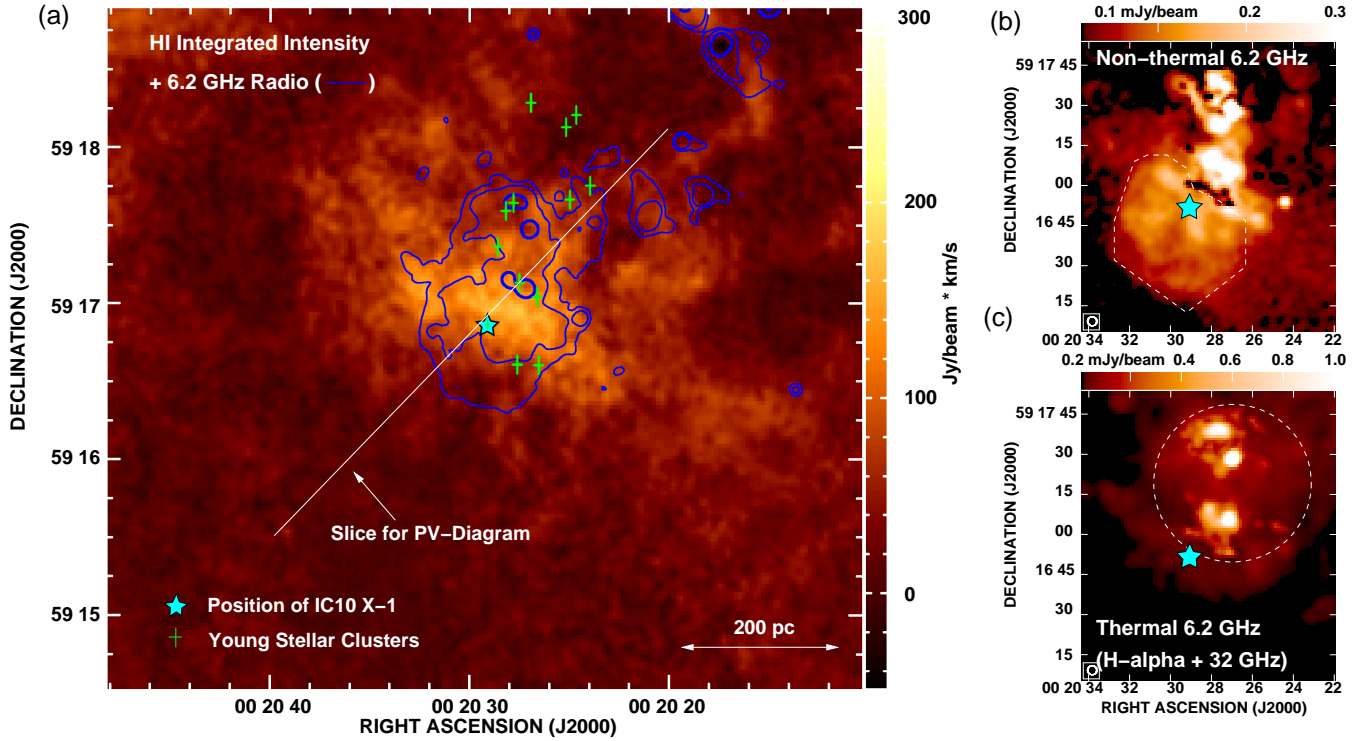 (a)
HI Integrated Intensity
+ 6.2 GHz Radio ( — )
59 18
59 17
59 16
59 15
DECLINATION (J2000)
Slice for PV-Diagram
Position of IC10 X-1
Young Stellar Clusters
200 pc
00 20 40
00 20 30
00 20 20
RIGHT ASCENSION (J2000)
300
200
100
0
Jy/beam * km/s
(b)
0.1 mJy/beam
0.2
0.3
Non-thermal 6.2 GHz
59 17 45
30
15
00
16 45
30
15
00
DECLINATION (J2000)
00 20 34
32
30
28
26
24
22
(c)
0.2 mJy/beam
0.4
0.6
0.8
1.0
59 17 45
30
15
00
16 45
30
15
00
DECLINATION (J2000)
Thermal 6.2 GHz
(H-alpha + 32 GHz)
00 20 34
32
30
28
26
24
22
RIGHT ASCENSION (J2000)